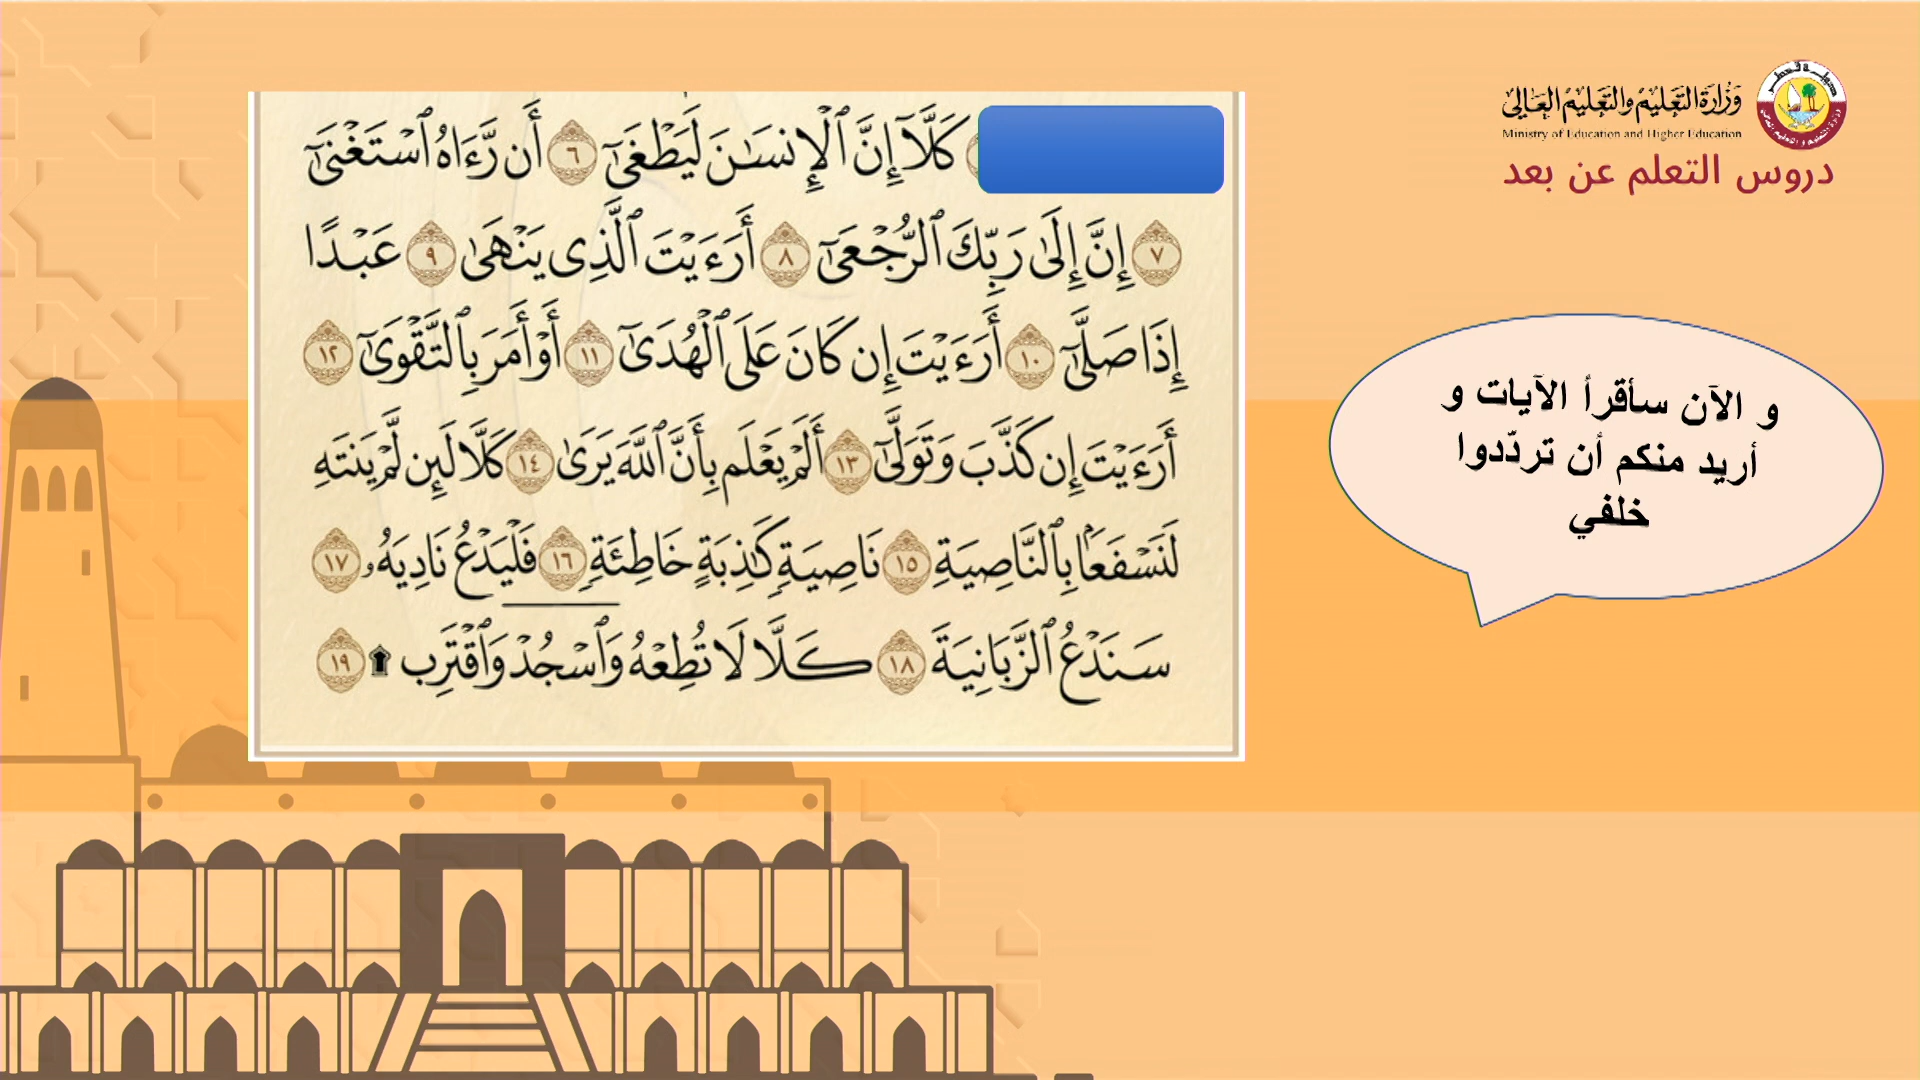 وزارة التعليم والتعليم العالي
Ministry of Education and Higher Education
دروس التعلم عن بعد
كَلَّآ إِنَّ ٱلْإِنسَٰنَ لَيَطْغَىٰٓ ٦ أَن رَّءَاهُ ٱسْتَغْنَىٰٓ
٧ إِنَّ إِلَىٰ رَبِّكَ ٱلرُّجْعَىٰٓ ٨ أَرَءَيْتَ ٱلَّذِى يَنْهَىٰ ٩ عَبْدًا
إِذَا صَلَّىٰٓ ١٠ أَرَءَيْتَ إِن كَانَ عَلَى ٱلْهُدَىٰٓ ١١ أَوْ أَمَرَ بِٱلتَّقْوَىٰٓ ١٢
أَرَءَيْتَ إِن كَذَّبَ وَتَوَلَّىٰٓ ١٣ أَلَمْ يَعْلَم بِأَنَّ ٱللَّهَ يَرَىٰ ١٤ كَلَّا لَئِن لَّمْ يَنتَهِ
لَنَسْفَعًۢا بِٱلنَّاصِيَةِ ١٥ نَاصِيَةٍ كَٰذِبَةٍ خَاطِئَةٍ ١٦ فَلْيَدْعُ نَادِيَهُۥ ١٧
سَنَدْعُ ٱلزَّبَانِيَةَ ١٨ كَلَّا لَا تُطِعْهُ وَٱسْجُدْ وَٱقْتَرِب ۩ ١٩
و الآن سأقرأ الآيات و
أريد منكم أن تردّدوا
خلفي